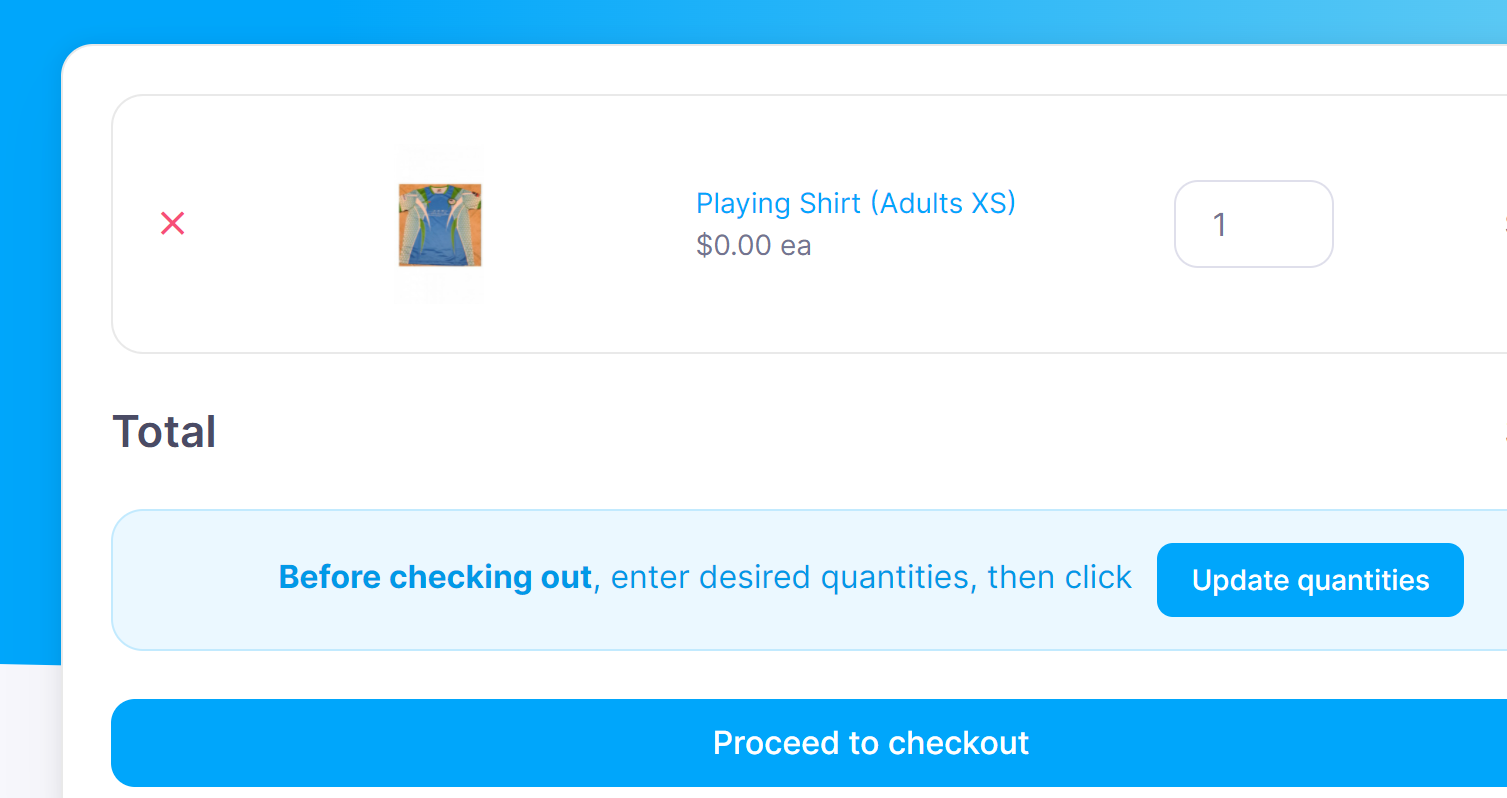 Playing Shirt (Adults XS)
$0.00 ea
1
Total
Before checking out, enter desired quantities, then click
Update quantities
Proceed to checkout